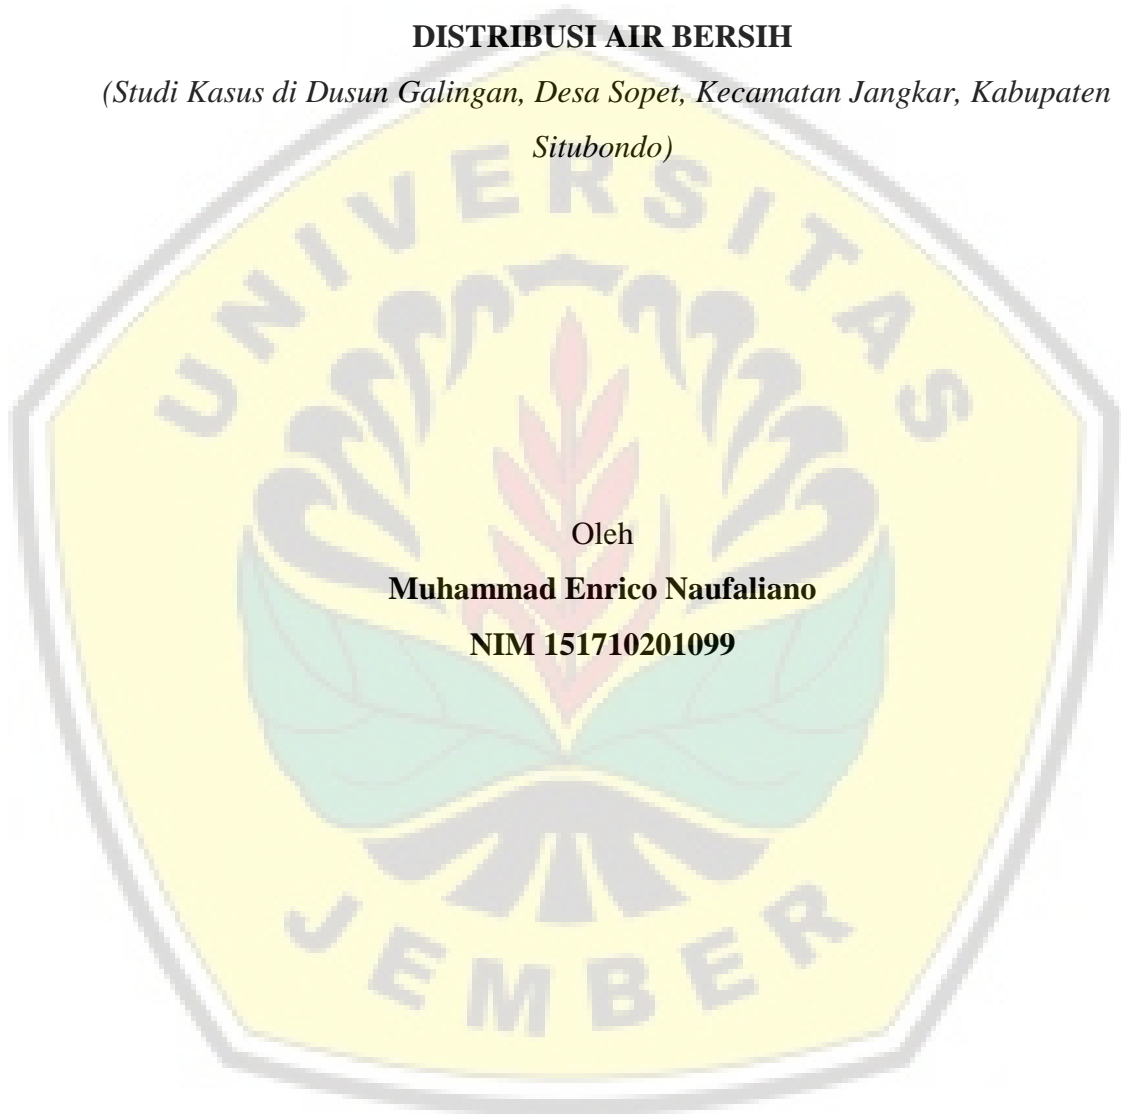 DISTRIBUSI AIR BERSIH
(Studi Kasus di Dusun Galingan, Desa Sopet, Kecamatan Jangkar, Kabupaten
Situbondo)
UNIVERSITAS
Oleh
Muhammad Enrico Naufaliano
NIM 151710201099
JEMBER